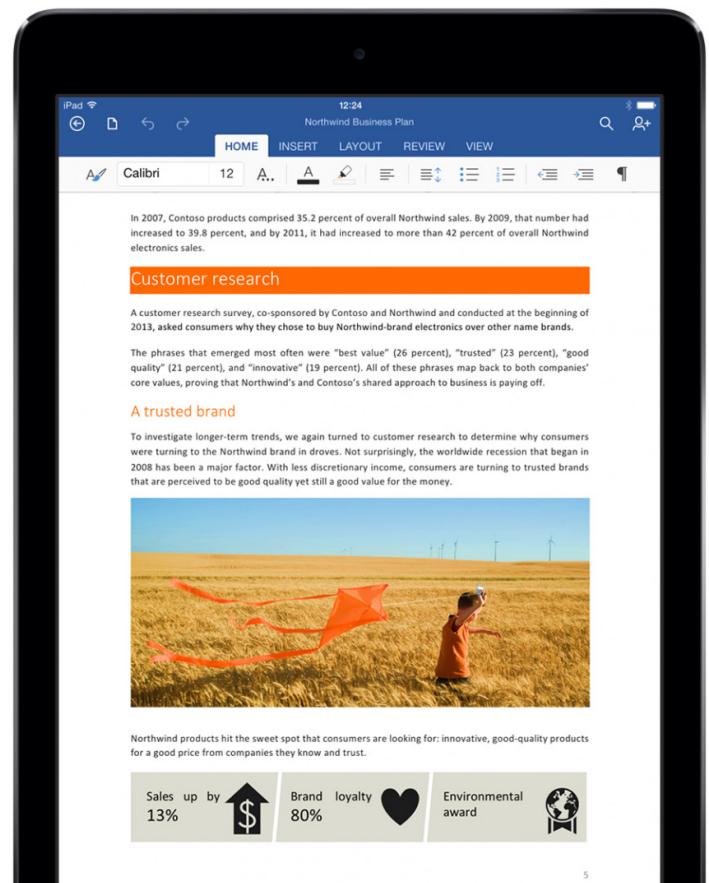 iPad
12:24
Northwind Business Plan
HOME INSERT LAYOUT REVIEW VIEW
Calibri 12 A.. A
In 2007, Contoso products comprised 35.2 percent of overall Northwind sales. By 2009, that number had
increased to 39.8 percent, and by 2011, it had increased to more than 42 percent of overall Northwind
electronics sales.
Customer research
A customer research survey, co-sponsored by Contoso and Northwind and conducted at the beginning of
2013, asked consumers why they chose to buy Northwind-brand electronics over other name brands.
The phrases that emerged most often were “best value” (26 percent), “trusted” (23 percent), “good
quality” (21 percent), and “innovative” (19 percent). All of these phrases map back to both companies’
core values, proving that Northwind’s and Contoso’s shared approach to business is paying off.
A trusted brand
To investigate longer-term trends, we again turned to customer research to determine why consumers
were turning to the Northwind brand in droves. Not surprisingly, the worldwide recession that began in
2008 has been a major factor. With less discretionary income, consumers are turning to trusted brands
that are perceived to be good quality yet still a good value for the money.
Northwind products hit the sweet spot that consumers are looking for: innovative, good-quality products
for a good price from companies they know and trust.
Sales up by
13%
$
Brand loyalty
80%
Environmental
award
5